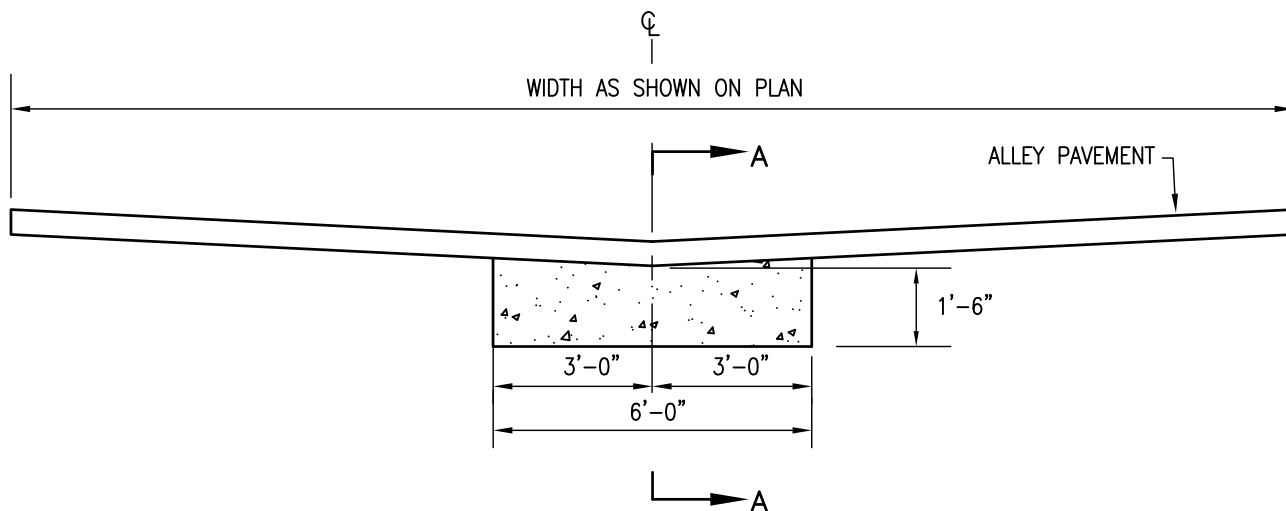 ℄
WIDTH AS SHOWN ON PLAN
A
ALLEY PAVEMENT
1'-6"
3'-0" 3'-0"
6'-0"
A